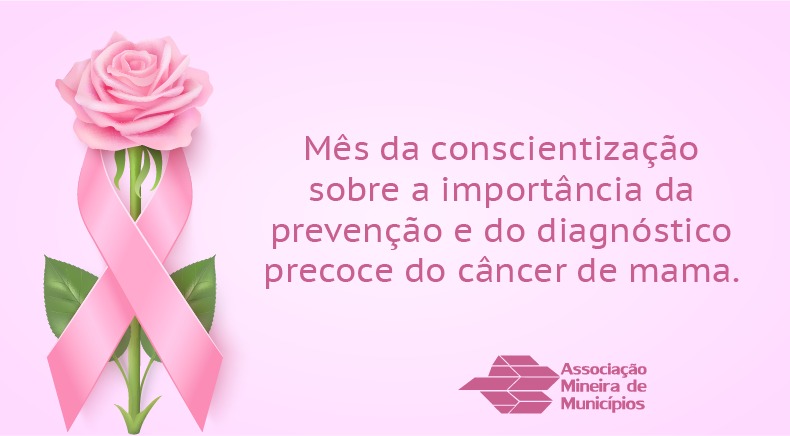 Mês da conscientização
sobre a importância da
prevenção e do diagnóstico
precoce do câncer de mama.
Associação
Mineira de
Municípios